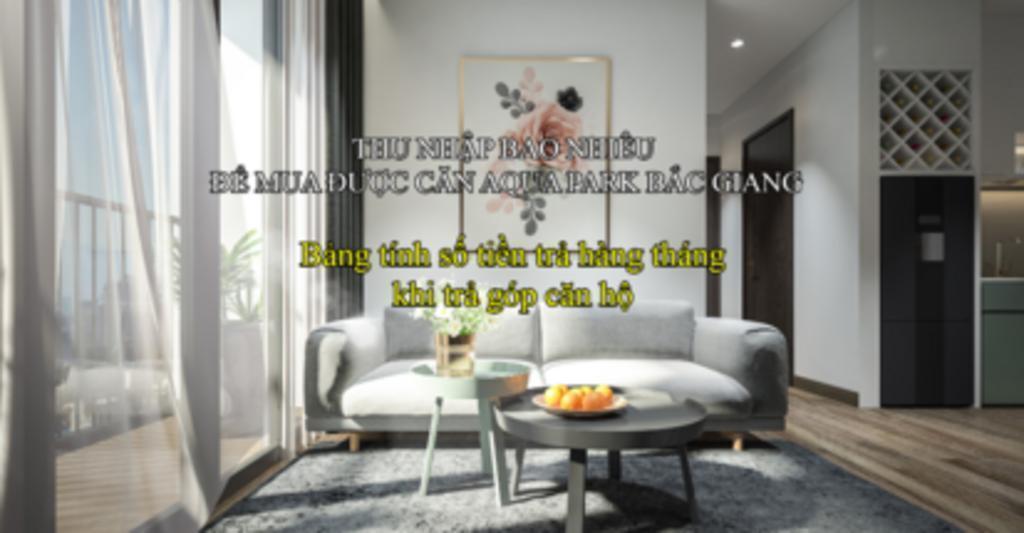 THU NHẬP BAO NHIÊU
ĐỂ MUA ĐƯỢC CĂN AQUA PARK BẮC GIANG
Bảng tính số tiền trả hàng tháng
khi trả góp căn hộ